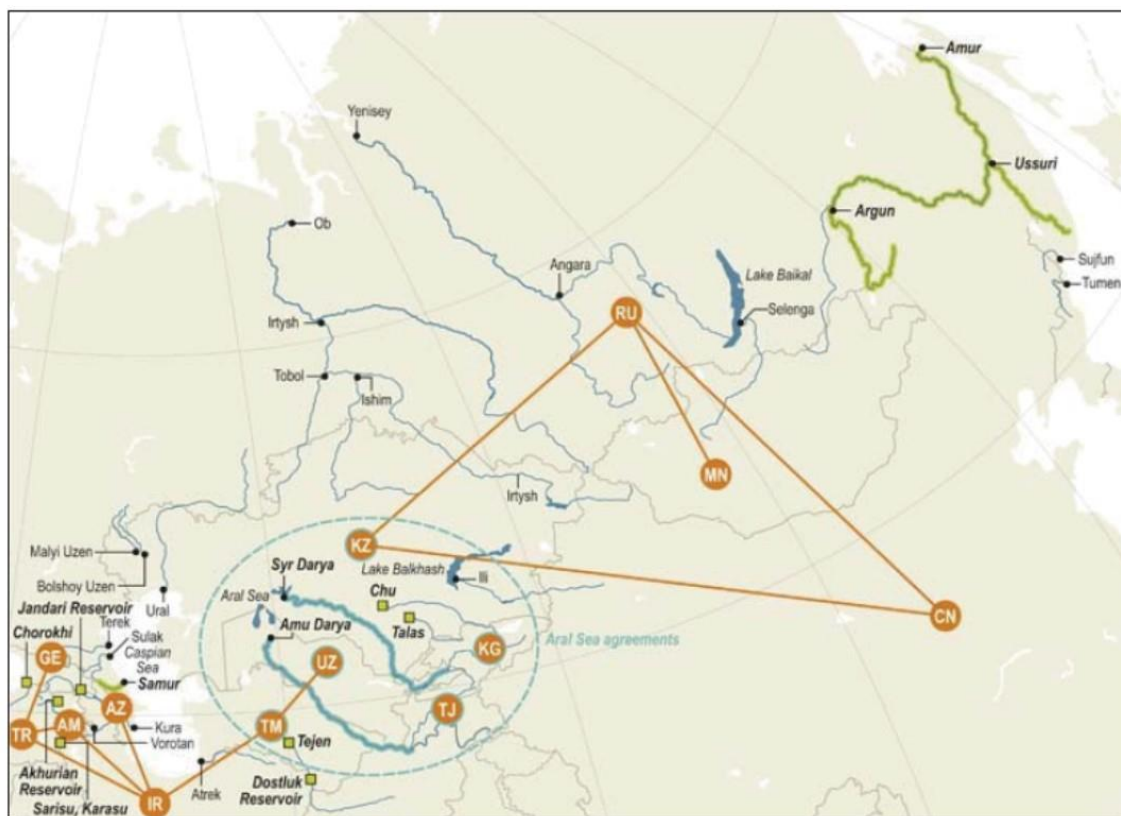 Amur
Yenisey
Ussuri
Argun
Ob
Angara
Lake Baikal
Sujfun
Tumen
Selenga
RU
Irtysh
Tobol
Ishim
MN
Irtysh
KZ
Malyi Uzen
Bolshoy Uzen
Syr Darya
Lake Balkhash
Ili
Aral Sea
Chu
Jandari Reservoir
Ural
Terek
Talas
CN
Chorokhi
Amu Darya
Sulak
Caspian
Sea
Aral Sea agreements
GE
KG
UZ
Samur
AZ
TJ
TR
AM
Kura
TM
Vorotan
Tejen
Akhurian
Reservoir
Dostluk
Reservoir
Atrek
Sarisu, Karasu
IR